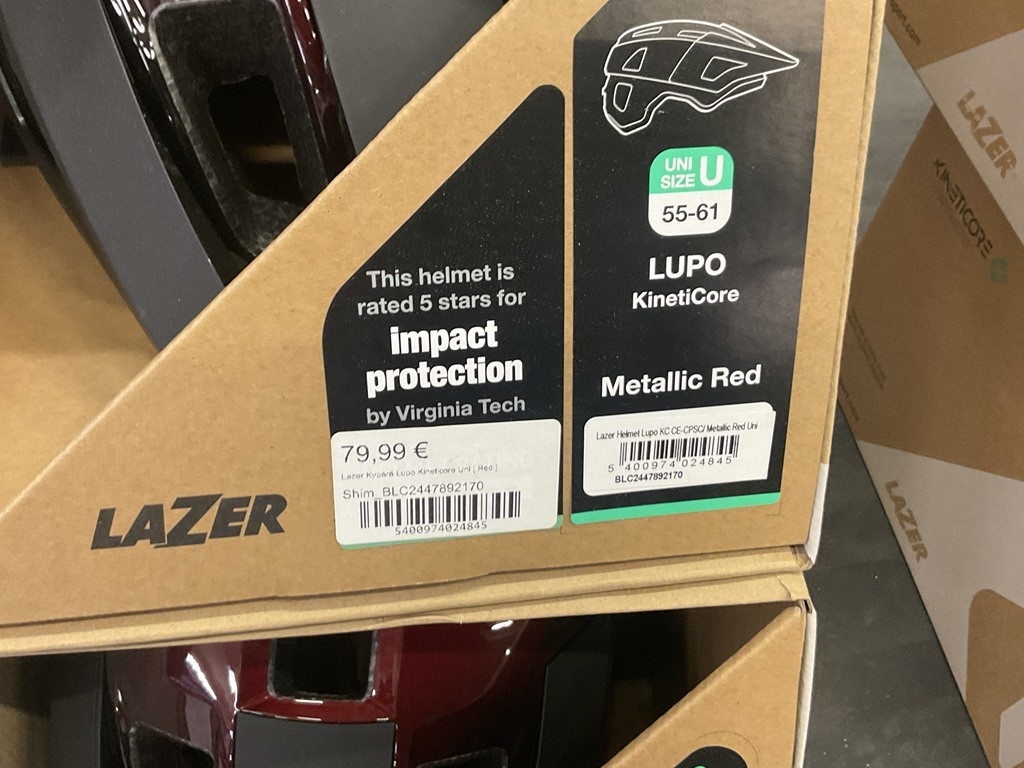 This helmet is
rated 5 stars for
impact
protection
by Virginia Tech
79,99 €
Lazer Kypärä Lupo Kineticore Uni [ Red ]
Shim_BLC2447892170
5400974024845
LAZER
UNI
SIZE U
55-61
LUPO
KinetiCore
Metallic Red
Lazer Helmet Lupo KC CE-CPSC/ Metallic Red Uni
5 400974 024845
BLC2447892170
LAZER
KINETICORE
LAZER